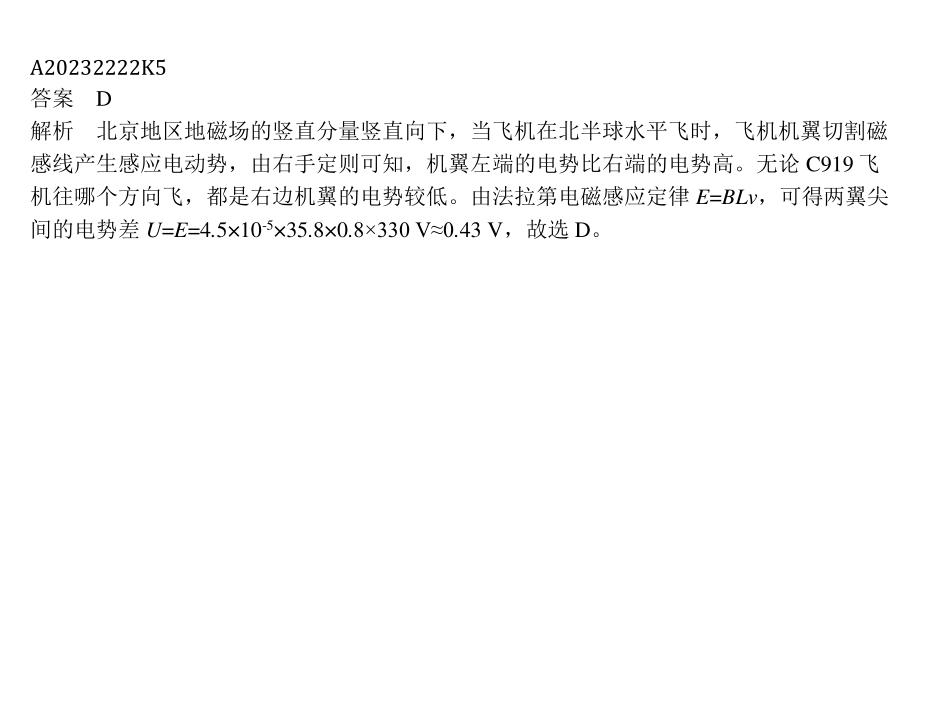 A20232222K5
答案　D
解析　北京地区地磁场的竖直分量竖直向下，当飞机在北半球水平飞时，飞机机翼切割磁
感线产生感应电动势，由右手定则可知，机翼左端的电势比右端的电势高。无论 C919 飞
机往哪个方向飞，都是右边机翼的电势较低。由法拉第电磁感应定律 E=BLv，可得两翼尖
间的电势差 U=E=4.5×10⁻⁵×35.8×0.8×330 V≈0.43 V，故选 D。